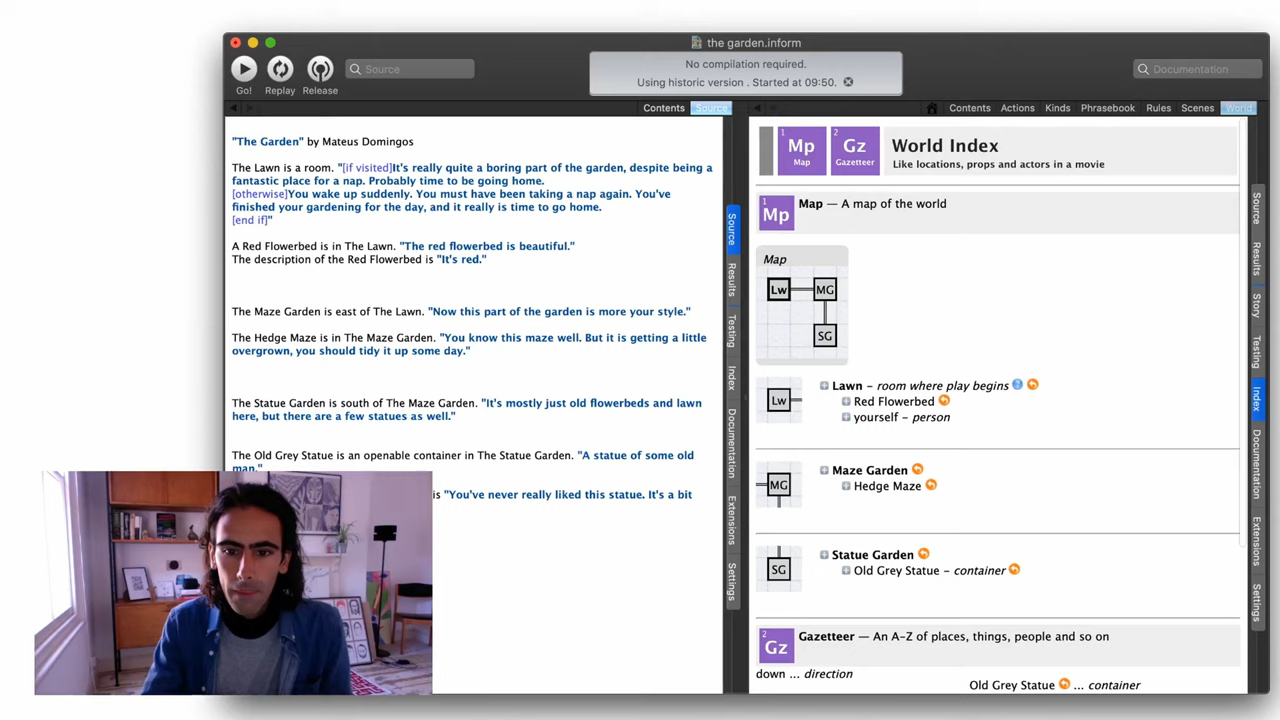 the garden.inform
No compilation required.
Using historic version . Started at 09:50.
Go!
Replay
Release
Source
Documentation
Contents
Source
Contents
Actions
Kinds
Phrasebook
Rules
Scenes
World
"The Garden" by Mateus Domingos
The Lawn is a room. "[if visited]It's really quite a boring part of the garden, despite being a
fantastic place for a nap. Probably time to be going home.
[otherwise]You wake up suddenly. You must have been taking a nap again. You've
finished your gardening for the day, and it really is time to go home.
[end if]"
A Red Flowerbed is in The Lawn. "The red flowerbed is beautiful."
The description of the Red Flowerbed is "It's red."
The Maze Garden is east of The Lawn. "Now this part of the garden is more your style."
The Hedge Maze is in The Maze Garden. "You know this maze well. But it is getting a little
overgrown, you should tidy it up some day."
The Statue Garden is south of The Maze Garden. "It's mostly just old flowerbeds and lawn
here, but there are a few statues as well."
The Old Grey Statue is an openable container in The Statue Garden. "A statue of some old
man."
is "You've never really liked this statue. It's a bit
Source
Results
Testing
Index
Documentation
Extensions
Settings
1
Mp
Map
2
Gz
Gazetteer
World Index
Like locations, props and actors in a movie
1
Mp
Map — A map of the world
Map
Lw
MG
SG
Lw
Lawn – room where play begins
Red Flowerbed
yourself – person
MG
Maze Garden
Hedge Maze
SG
Statue Garden
Old Grey Statue – container
2
Gz
Gazetteer — An A-Z of places, things, people and so on
down ... direction
Old Grey Statue ... container
Source
Results
Story
Testing
Index
Documentation
Extensions
Settings